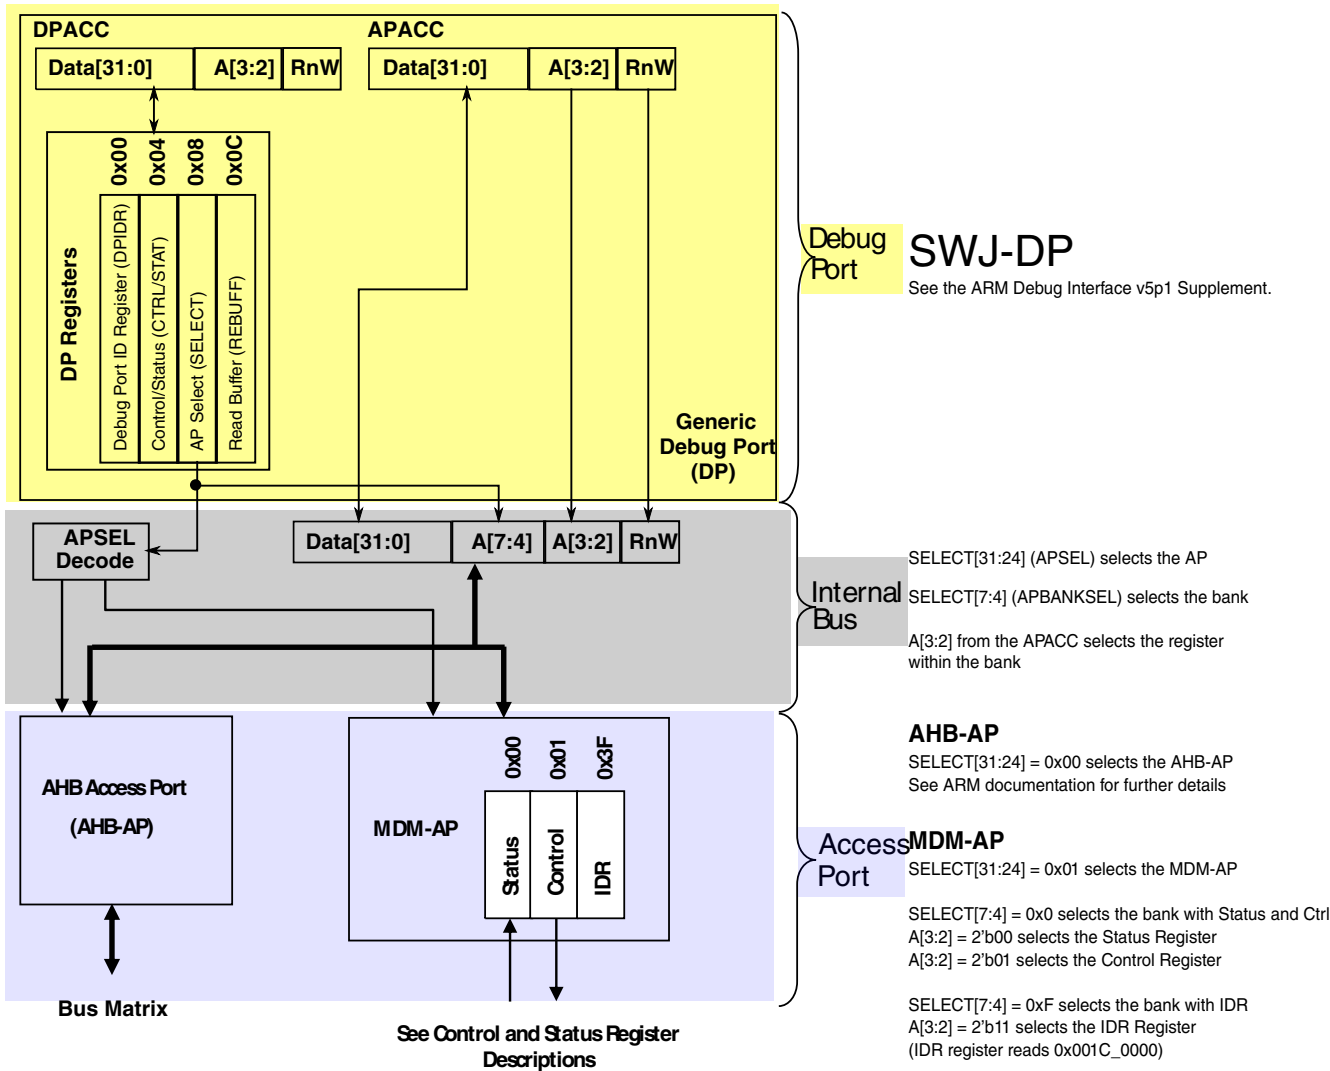 DPACC
APACC
Data[31:0] A[3:2] RnW
Data[31:0] A[3:2] RnW
0x00
0x04
0x08
0x0C
DP Registers
Debug Port ID Register (DPIDR)
Control/Status (CTRL/STAT)
AP Select (SELECT)
Read Buffer (REBUFF)
Generic
Debug Port
(DP)
Debug
Port
SWJ-DP
See the ARM Debug Interface v5p1 Supplement.
APSEL
Decode
Data[31:0] A[7:4] A[3:2] RnW
Internal
Bus
SELECT[31:24] (APSEL) selects the AP
SELECT[7:4] (APBANKSEL) selects the bank
A[3:2] from the APACC selects the register
within the bank
AHB Access Port
(AHB-AP)
Bus Matrix
MDM-AP
0x00
0x01
0x3F
Status
Control
IDR
See Control and Status Register
Descriptions
Access
Port
AHB-AP
SELECT[31:24] = 0x00 selects the AHB-AP
See ARM documentation for further details
MDM-AP
SELECT[31:24] = 0x01 selects the MDM-AP
SELECT[7:4] = 0x0 selects the bank with Status and Ctrl
A[3:2] = 2'b00 selects the Status Register
A[3:2] = 2'b01 selects the Control Register
SELECT[7:4] = 0xF selects the bank with IDR
A[3:2] = 2'b11 selects the IDR Register
(IDR register reads 0x001C_0000)